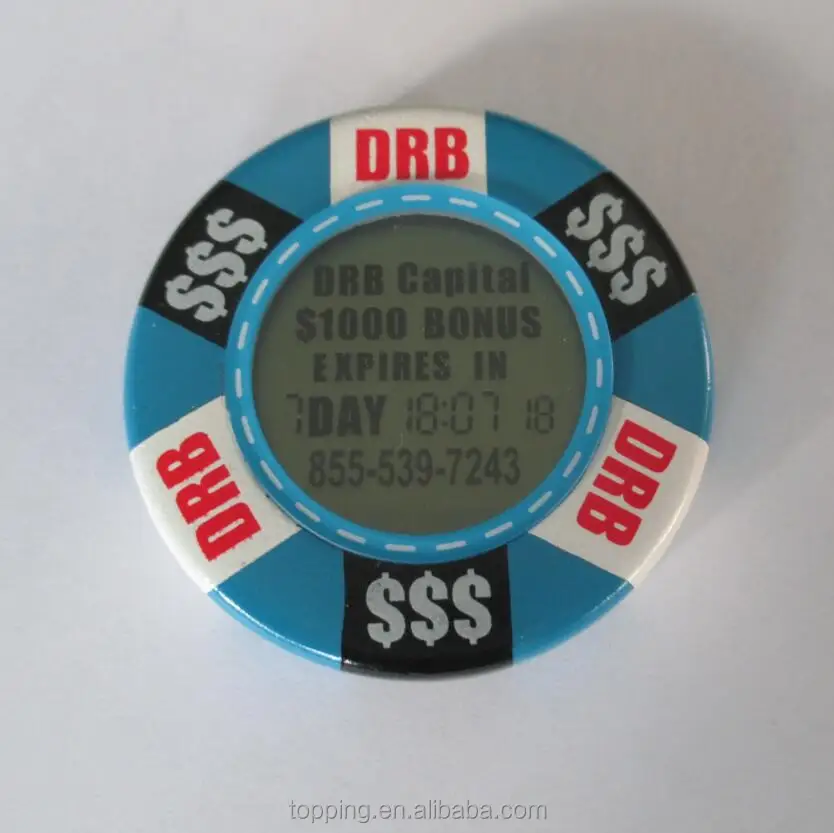 DRB
$$$
$$$
DRB Capital
$1000 BONUS
EXPIRES IN
7DAY 18:07 18
855-539-7243
DRB
DRB
$$$
topping.en.alibaba.com